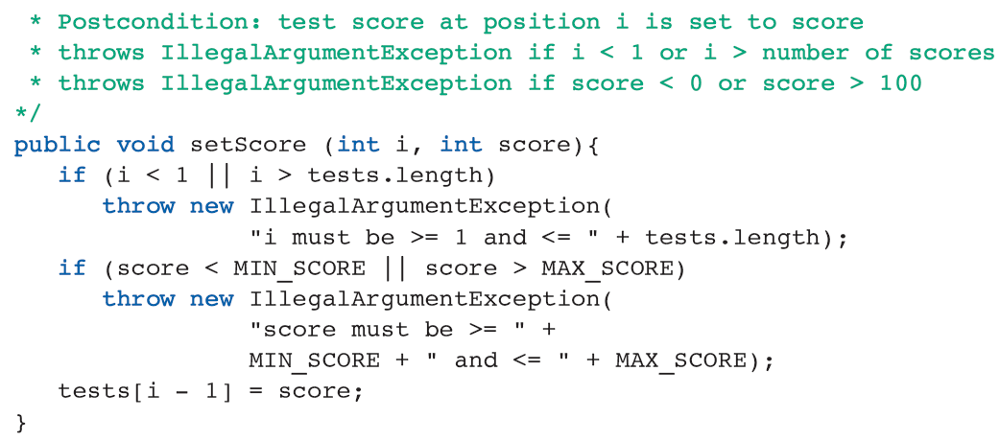 * Postcondition: test score at position i is set to score
* throws IllegalArgumentException if i < 1 or i > number of scores
* throws IllegalArgumentException if score < 0 or score > 100
*/
public void setScore (int i, int score){
if (i < 1 || i > tests.length)
throw new IllegalArgumentException(
"i must be >= 1 and <= " + tests.length);
if (score < MIN_SCORE || score > MAX_SCORE)
throw new IllegalArgumentException(
"score must be >= " +
MIN_SCORE + " and <= " + MAX_SCORE);
tests[i – 1] = score;
}